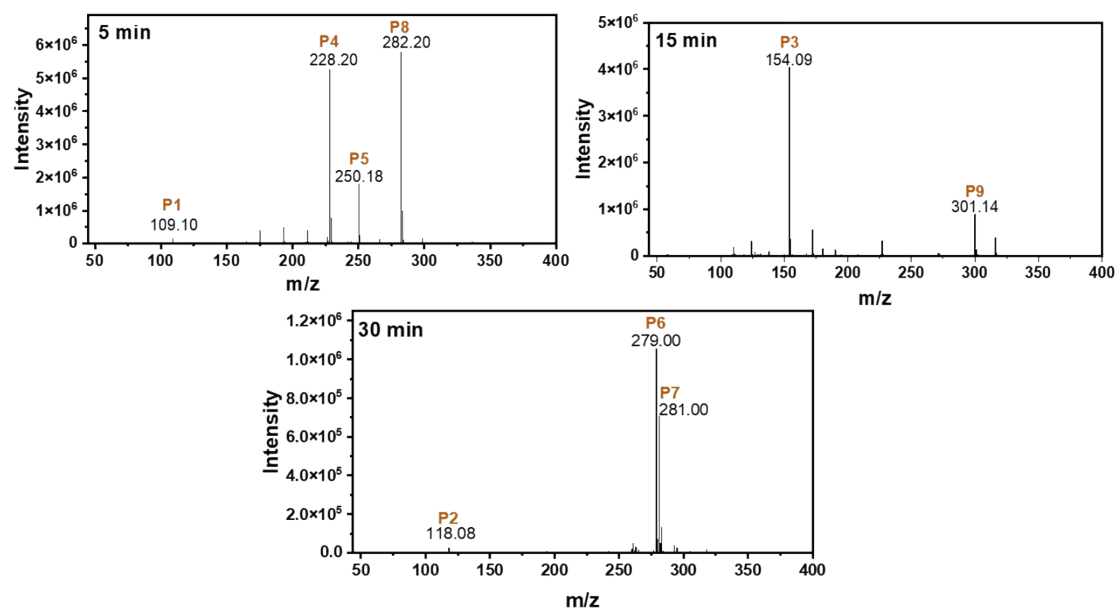 5 min
P4
228.20
P8
282.20
P5
250.18
P1
109.10
6×10⁶
5×10⁶
4×10⁶
3×10⁶
2×10⁶
1×10⁶
0
Intensity
50 100 150 200 250 300 350 400
m/z
15 min
P3
154.09
P9
301.14
5×10⁶
4×10⁶
3×10⁶
2×10⁶
1×10⁶
0
Intensity
50 100 150 200 250 300 350 400
m/z
30 min
P6
279.00
P7
281.00
P2
118.08
1.2×10⁶
1.0×10⁶
8.0×10⁵
6.0×10⁵
4.0×10⁵
2.0×10⁵
0.0
Intensity
50 100 150 200 250 300 350 400
m/z